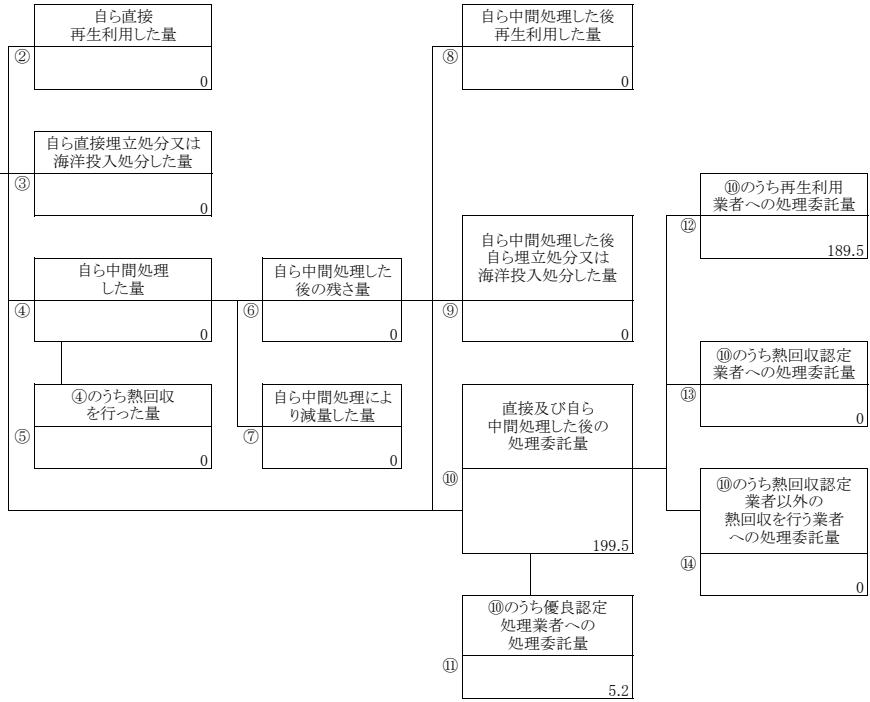 自ら直接
再生利用した量
②
0
自ら直接埋立処分又は
海洋投入処分した量
③
0
自ら中間処理
した量
④
0
④のうち熱回収
を行った量
⑤
0
自ら中間処理した
後の残さ量
⑥
0
自ら中間処理によ
り減量した量
⑦
0
自ら中間処理した後
再生利用した量
⑧
0
自ら中間処理した後
自ら埋立処分又は
海洋投入処分した量
⑨
0
直接及び自ら
中間処理した後の
処理委託量
⑩
199.5
⑩のうち優良認定
処理業者への
処理委託量
⑪
5.2
⑩のうち再生利用
業者への処理委託量
⑫
189.5
⑩のうち熱回収認定
業者への処理委託量
⑬
0
⑩のうち熱回収認定
業者以外の
熱回収を行う業者
への処理委託量
⑭
0